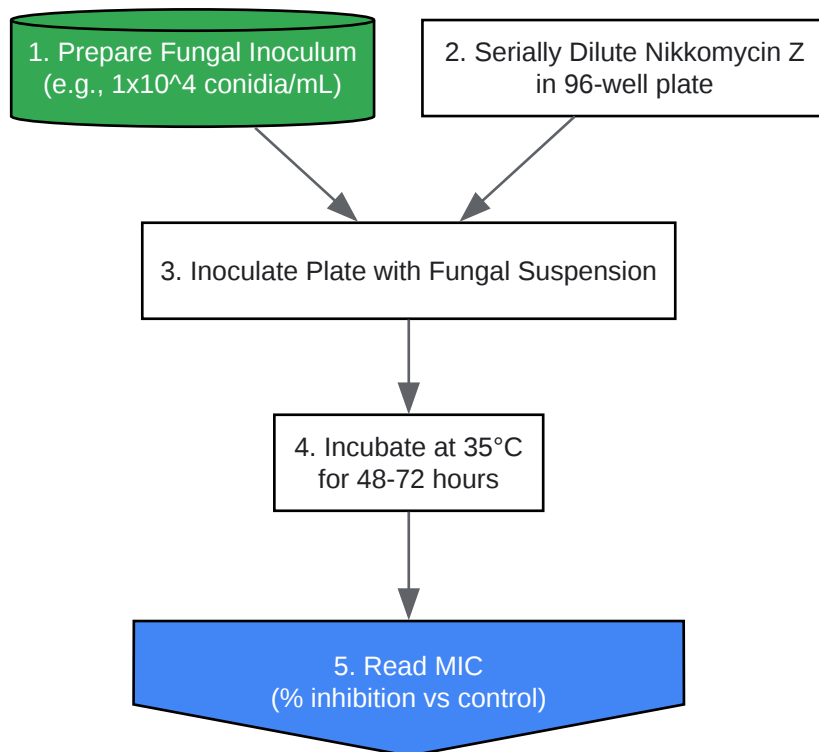 1. Prepare Fungal Inoculum
(e.g., 1x10^4 conidia/mL)
2. Serially Dilute Nikkomycin Z
in 96-well plate
3. Inoculate Plate with Fungal Suspension
4. Incubate at 35°C
for 48-72 hours
5. Read MIC
(% inhibition vs control)